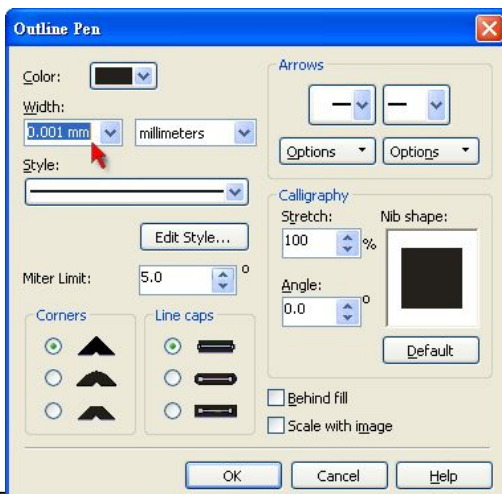 Outline Pen
Color:
Width:
0.001 mm
millimeters
Style:
Edit Style...
Miter Limit:
5.0
°
Corners
Line caps
Arrows
Options
Options
Calligraphy
Stretch:
Nib shape:
100
%
Angle:
0.0
°
Default
Behind fill
Scale with image
OK
Cancel
Help